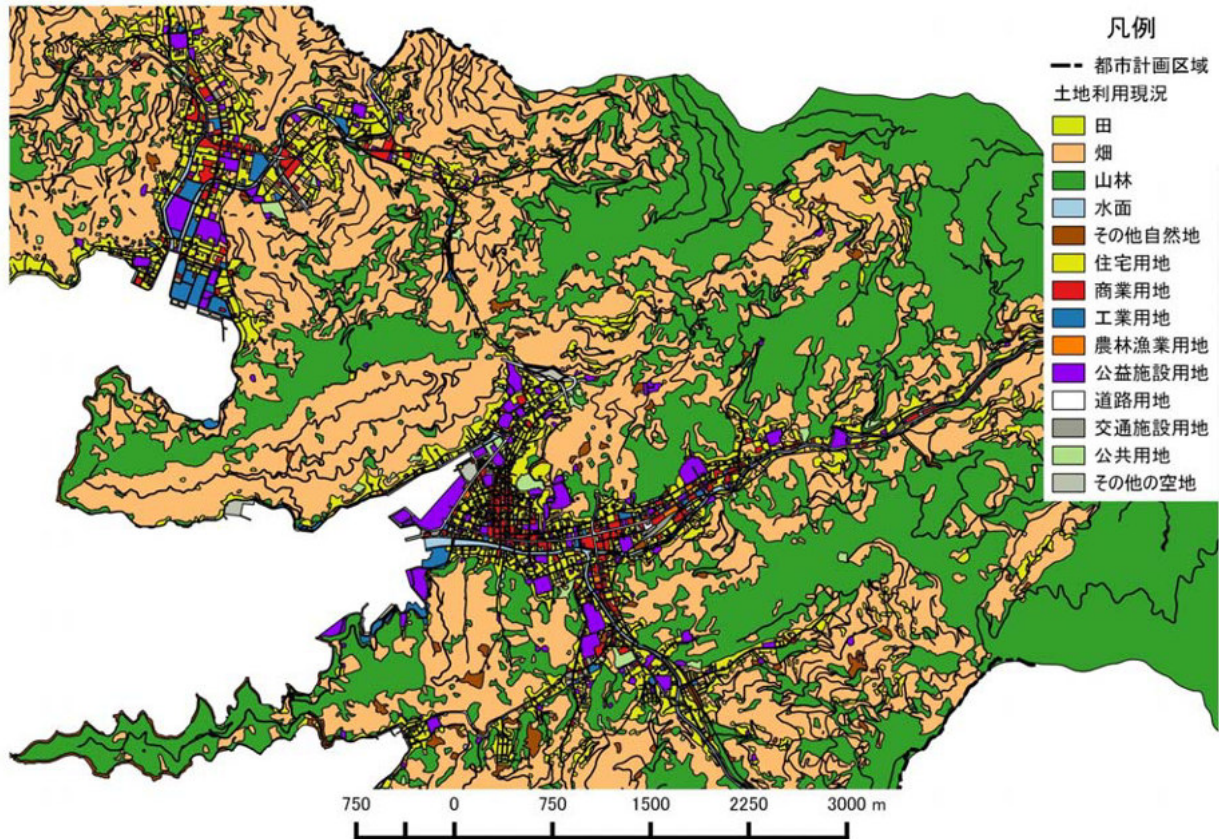 凡例
都市計画区域
土地利用現況
田
畑
山林
水面
その他自然地
住宅用地
商業用地
工業用地
農林漁業用地
公益施設用地
道路用地
交通施設用地
公共用地
その他の空地
750 0 750 1500 2250 3000 m